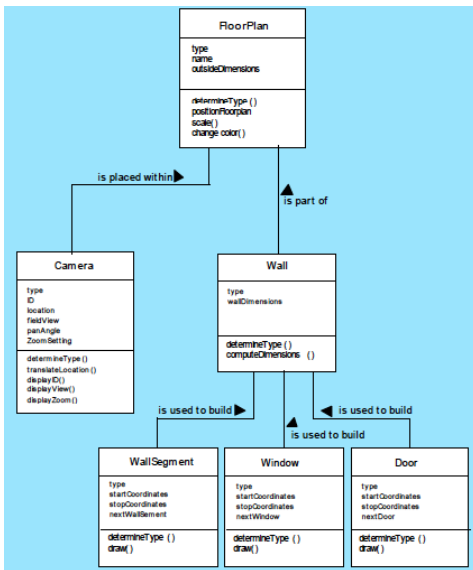 FloorPlan
type
name
outsideDimensions
determineType ()
positionFloorplan
scale()
change color()
is placed within
is part of
Camera
type
ID
location
fieldView
panAngle
ZoomSetting
determineType()
translateLocation()
displayID()
displayView()
displayZoom()
Wall
type
wallDimensions
determineType ()
computeDimensions ()
is used to build
is used to build
is used to build
WallSegment
type
startCoordinates
stopCoordinates
nextWallSement
determineType ()
draw()
Window
type
startCoordinates
stopCoordinates
nextWindow
determineType ()
draw()
Door
type
startCoordinates
stopCoordinates
nextDoor
determineType ()
draw()